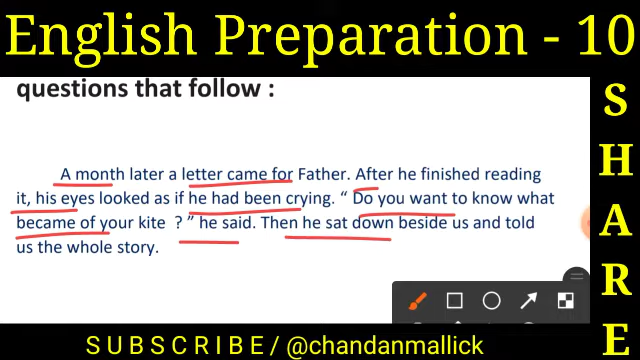 English Preparation - 10
questions that follow :
A month later a letter came for Father. After he finished reading
it, his eyes looked as if he had been crying. “ Do you want to know what
became of your kite ? ” he said. Then he sat down beside us and told
us the whole story.
SHARE
SUBSCRIBE/ @chandanmallick